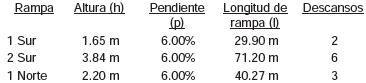 Rampa Altura (h) Pendiente (p) Longitud de rampa (l) Descansos
1 Sur 1.65 m 6.00% 29.90 m 2
2 Sur 3.84 m 6.00% 71.20 m 6
1 Norte 2.20 m 6.00% 40.27 m 3